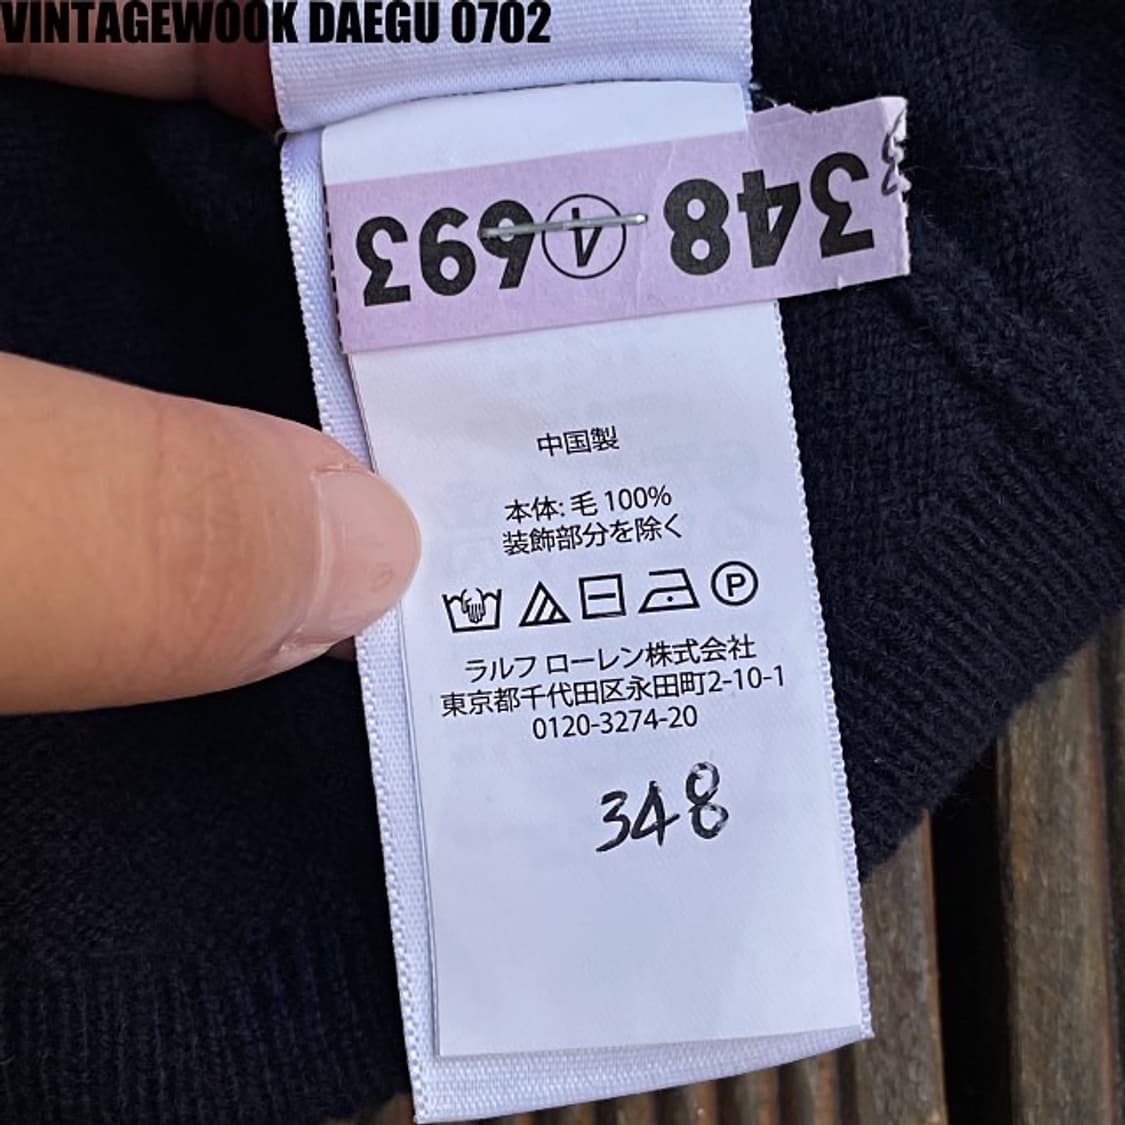 VINTAGEWOOK DAEGU 0702
348 4 693
中国製
本体: 毛 100%
装飾部分を除く
P
ラルフ ローレン株式会社
東京都千代田区永田町2-10-1
0120-3274-20
348